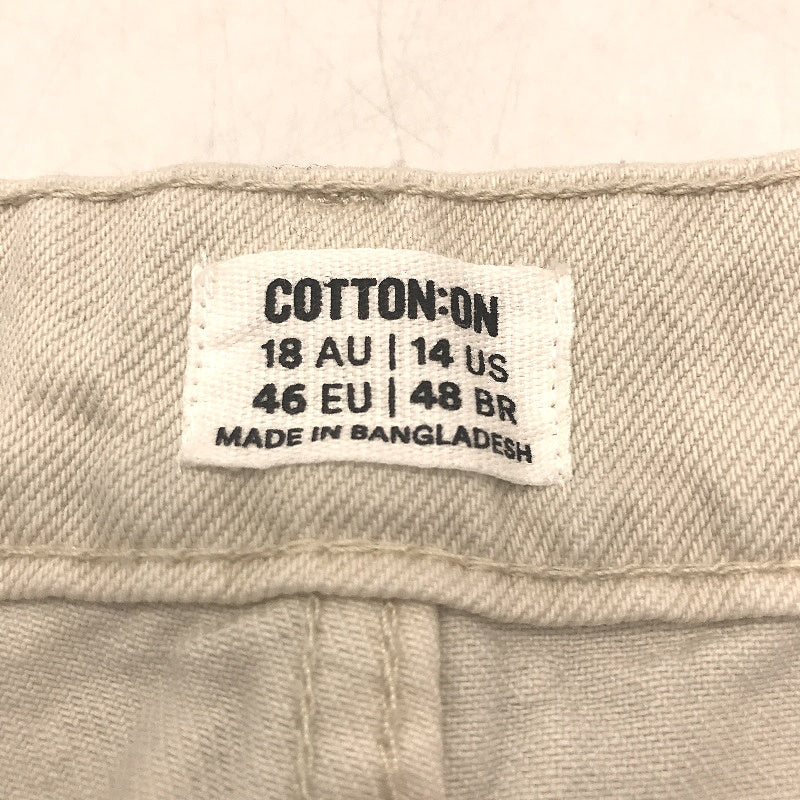 COTTON:ON
18 AU | 14 US
46 EU | 48 BR
MADE IN BANGLADESH